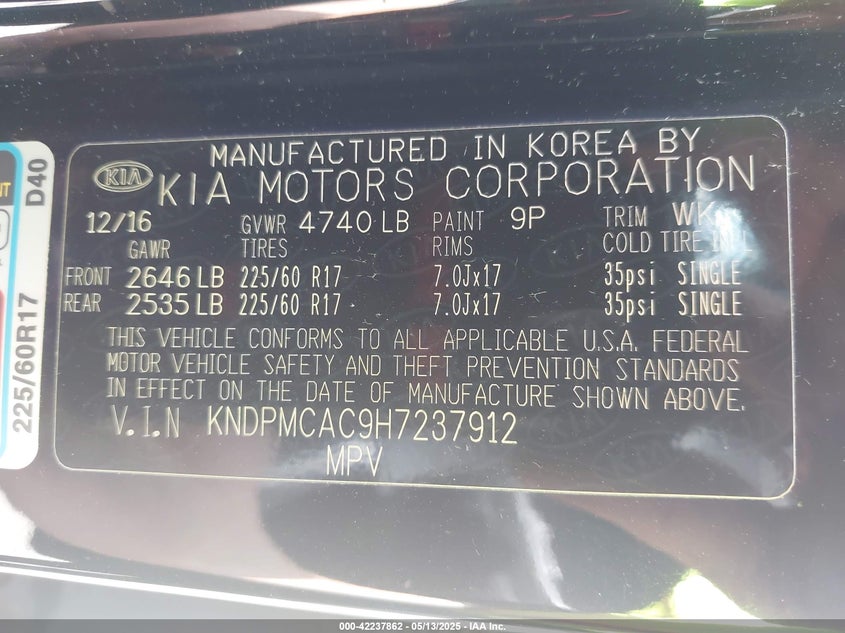 MANUFACTURED IN KOREA BY
KIA KIA MOTORS CORPORATION
12/16 GVWR 4740 LB PAINT 9P TRIM WK
GAWR TIRES RIMS COLD TIRE INFL
FRONT 2646 LB 225/60 R17 7.0Jx17 35psi SINGLE
REAR 2535 LB 225/60 R17 7.0Jx17 35psi SINGLE
THIS VEHICLE CONFORMS TO ALL APPLICABLE U.S.A. FEDERAL
MOTOR VEHICLE SAFETY AND THEFT PREVENTION STANDARDS
IN EFFECT ON THE DATE OF MANUFACTURE SHOWN ABOVE.
V.I.N KNDPMCAC9H7237912
MPV
225/60R17 D40
000-42237862 - 05/13/2025 - IAA Inc.